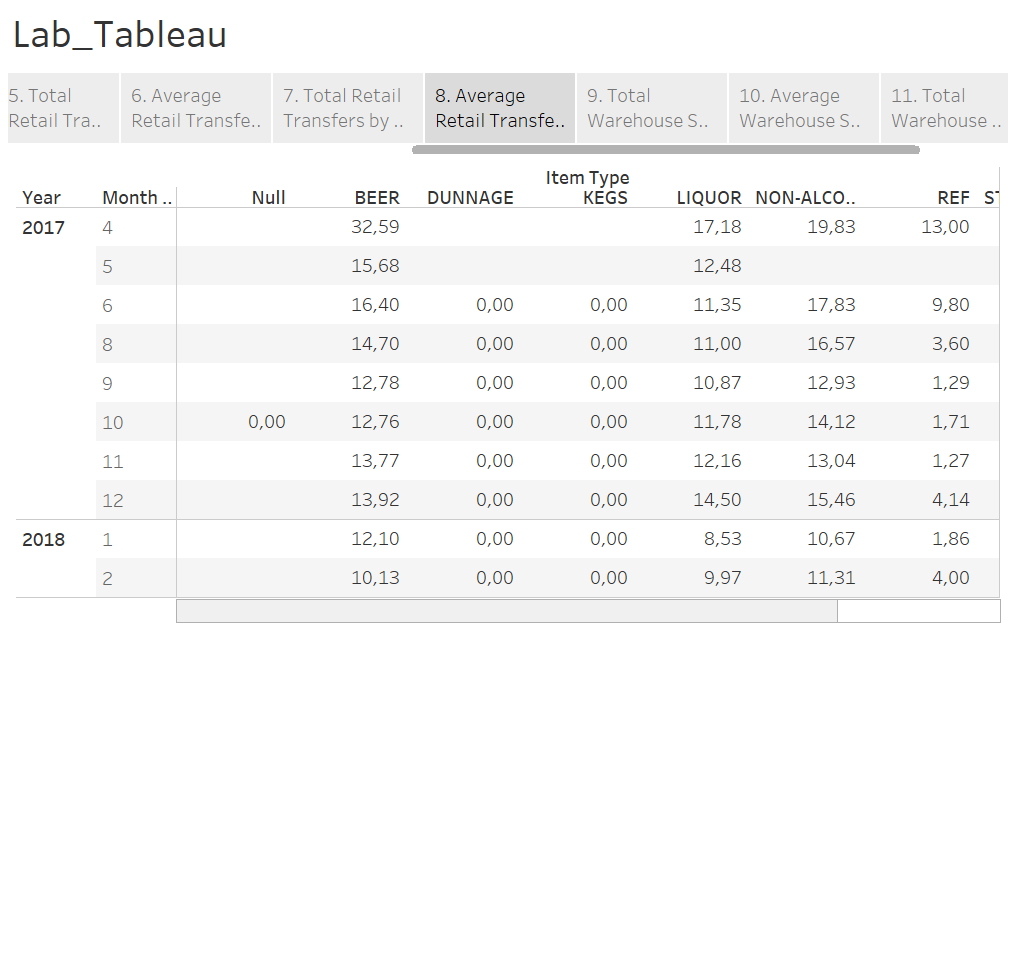 Lab_Tableau
5. Total Retail Tra..
6. Average Retail Transfe..
7. Total Retail Transfers by ..
8. Average Retail Transfe..
9. Total Warehouse S..
10. Average Warehouse S..
11. Total Warehouse ..
Item Type
Year Month .. Null BEER DUNNAGE KEGS LIQUOR NON-ALCO.. REF ST
2017 4 32,59 17,18 19,83 13,00
5 15,68 12,48
6 16,40 0,00 0,00 11,35 17,83 9,80
8 14,70 0,00 0,00 11,00 16,57 3,60
9 12,78 0,00 0,00 10,87 12,93 1,29
10 0,00 12,76 0,00 0,00 11,78 14,12 1,71
11 13,77 0,00 0,00 12,16 13,04 1,27
12 13,92 0,00 0,00 14,50 15,46 4,14
2018 1 12,10 0,00 0,00 8,53 10,67 1,86
2 10,13 0,00 0,00 9,97 11,31 4,00